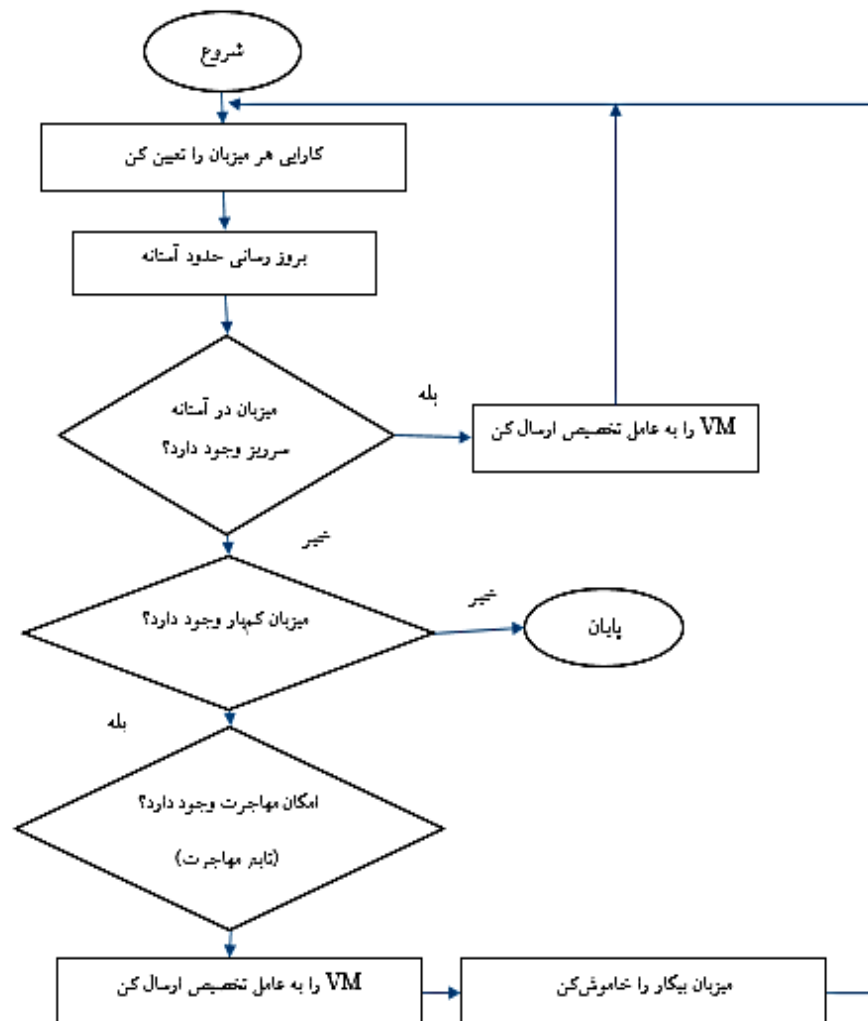 شروع
کارایی هر میزبان را تعیین کن
بروز رسانی حدود آستانه
میزبان در آستانه
سرریز وجود دارد؟
بله
VM را به عامل تخصیص ارسال کن
خیر
میزبان کم‌بار وجود دارد؟
خیر
پایان
بله
امکان مهاجرت وجود دارد؟
(تابع مهاجرت)
VM را به عامل تخصیص ارسال کن
میزبان بیکار را خاموش‌کن